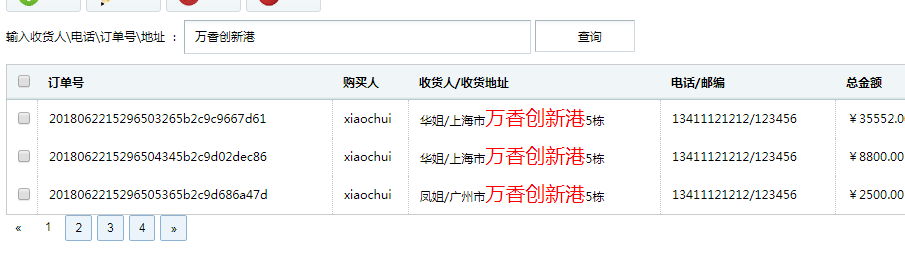 输入收货人\电话\订单号\地址 ： 万香创新港 查询
订单号 购买人 收货人/收货地址 电话/邮编 总金额
2018062215296503265b2c9c9667d61 xiaochui 华姐/上海市万香创新港5栋 13411121212/123456 ￥35552.0
2018062215296504345b2c9d02dec86 xiaochui 华姐/上海市万香创新港5栋 13411121212/123456 ￥8800.00
2018062215296505365b2c9d686a47d xiaochui 凤姐/广州市万香创新港5栋 13411121212/123456 ￥2500.00
« 1 2 3 4 »